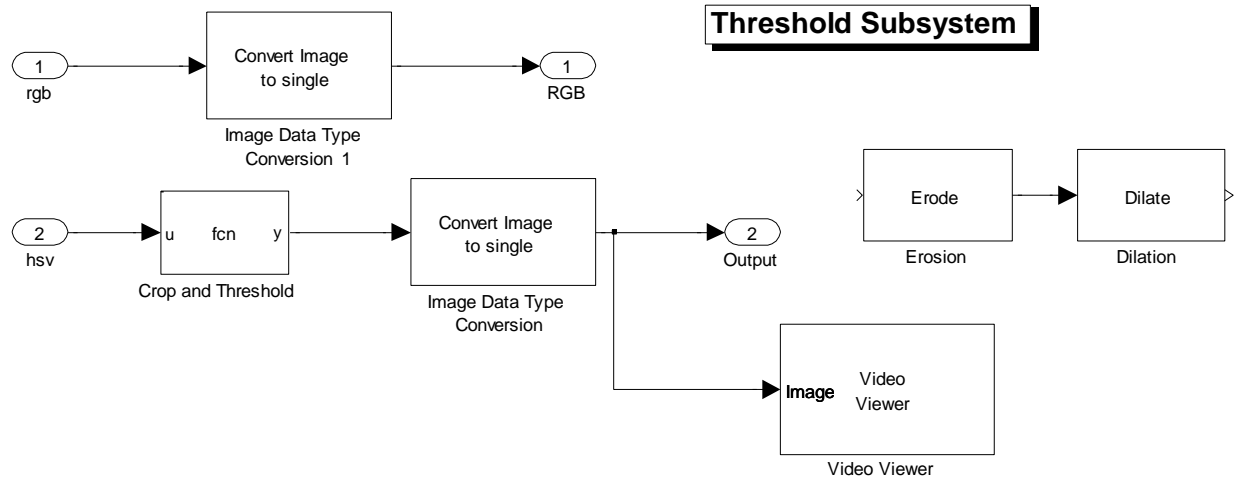 Threshold Subsystem
1
rgb
Convert Image
to single
Image Data Type
Conversion 1
1
RGB
2
hsv
u fcn y
Crop and Threshold
Convert Image
to single
Image Data Type
Conversion
2
Output
Erode
Erosion
Dilate
Dilation
Image
Video
Viewer
Video Viewer